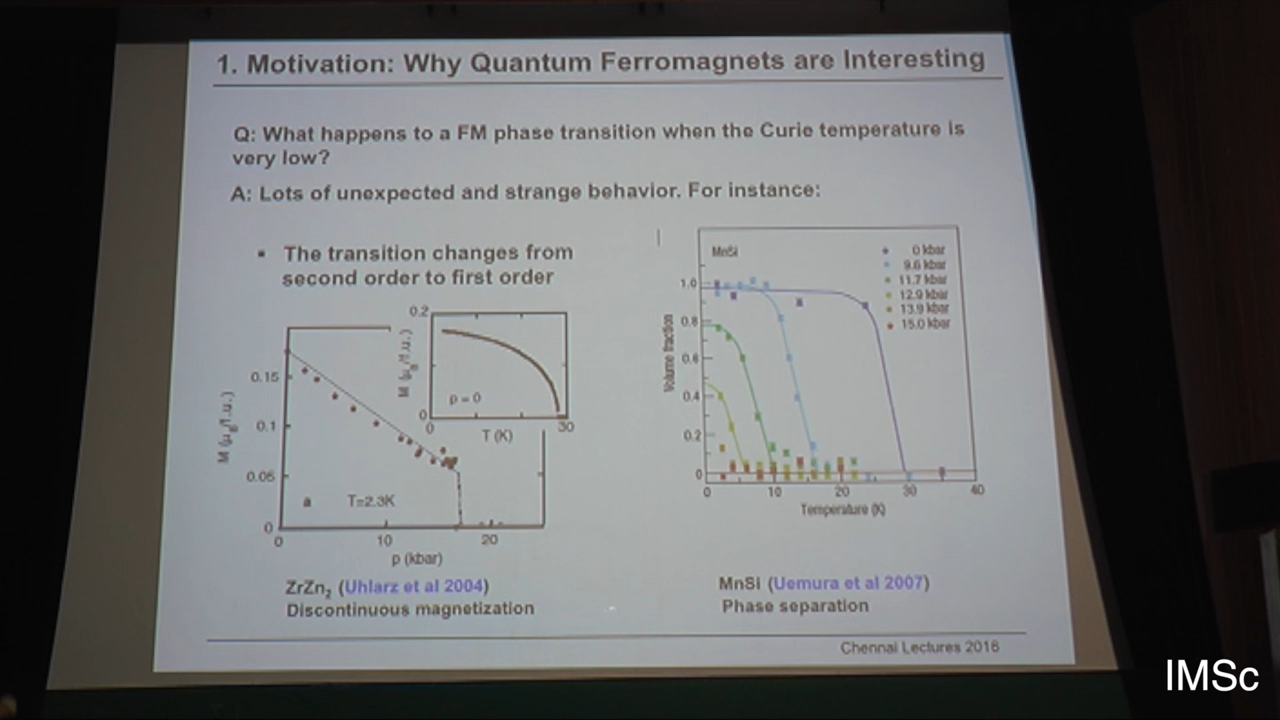 1. Motivation: Why Quantum Ferromagnets are Interesting
Q: What happens to a FM phase transition when the Curie temperature is
very low?
A: Lots of unexpected and strange behavior. For instance:
▪ The transition changes from
second order to first order
M (μB/f.u.)
0.15
0.1
0.05
0
a T=2.3K
0 10 20
p (kbar)
M (μB/f.u.)
0.2
0
p = 0
0 30
T (K)
ZrZn2 (Uhlarz et al 2004)
Discontinuous magnetization
MnSi
0 kbar
9.6 kbar
11.7 kbar
12.9 kbar
13.9 kbar
15.0 kbar
Volume fraction
1.0
0.8
0.6
0.4
0.2
0
0 10 20 30 40
Temperature (K)
MnSi (Uemura et al 2007)
Phase separation
Chennai Lectures 2016
IMSc